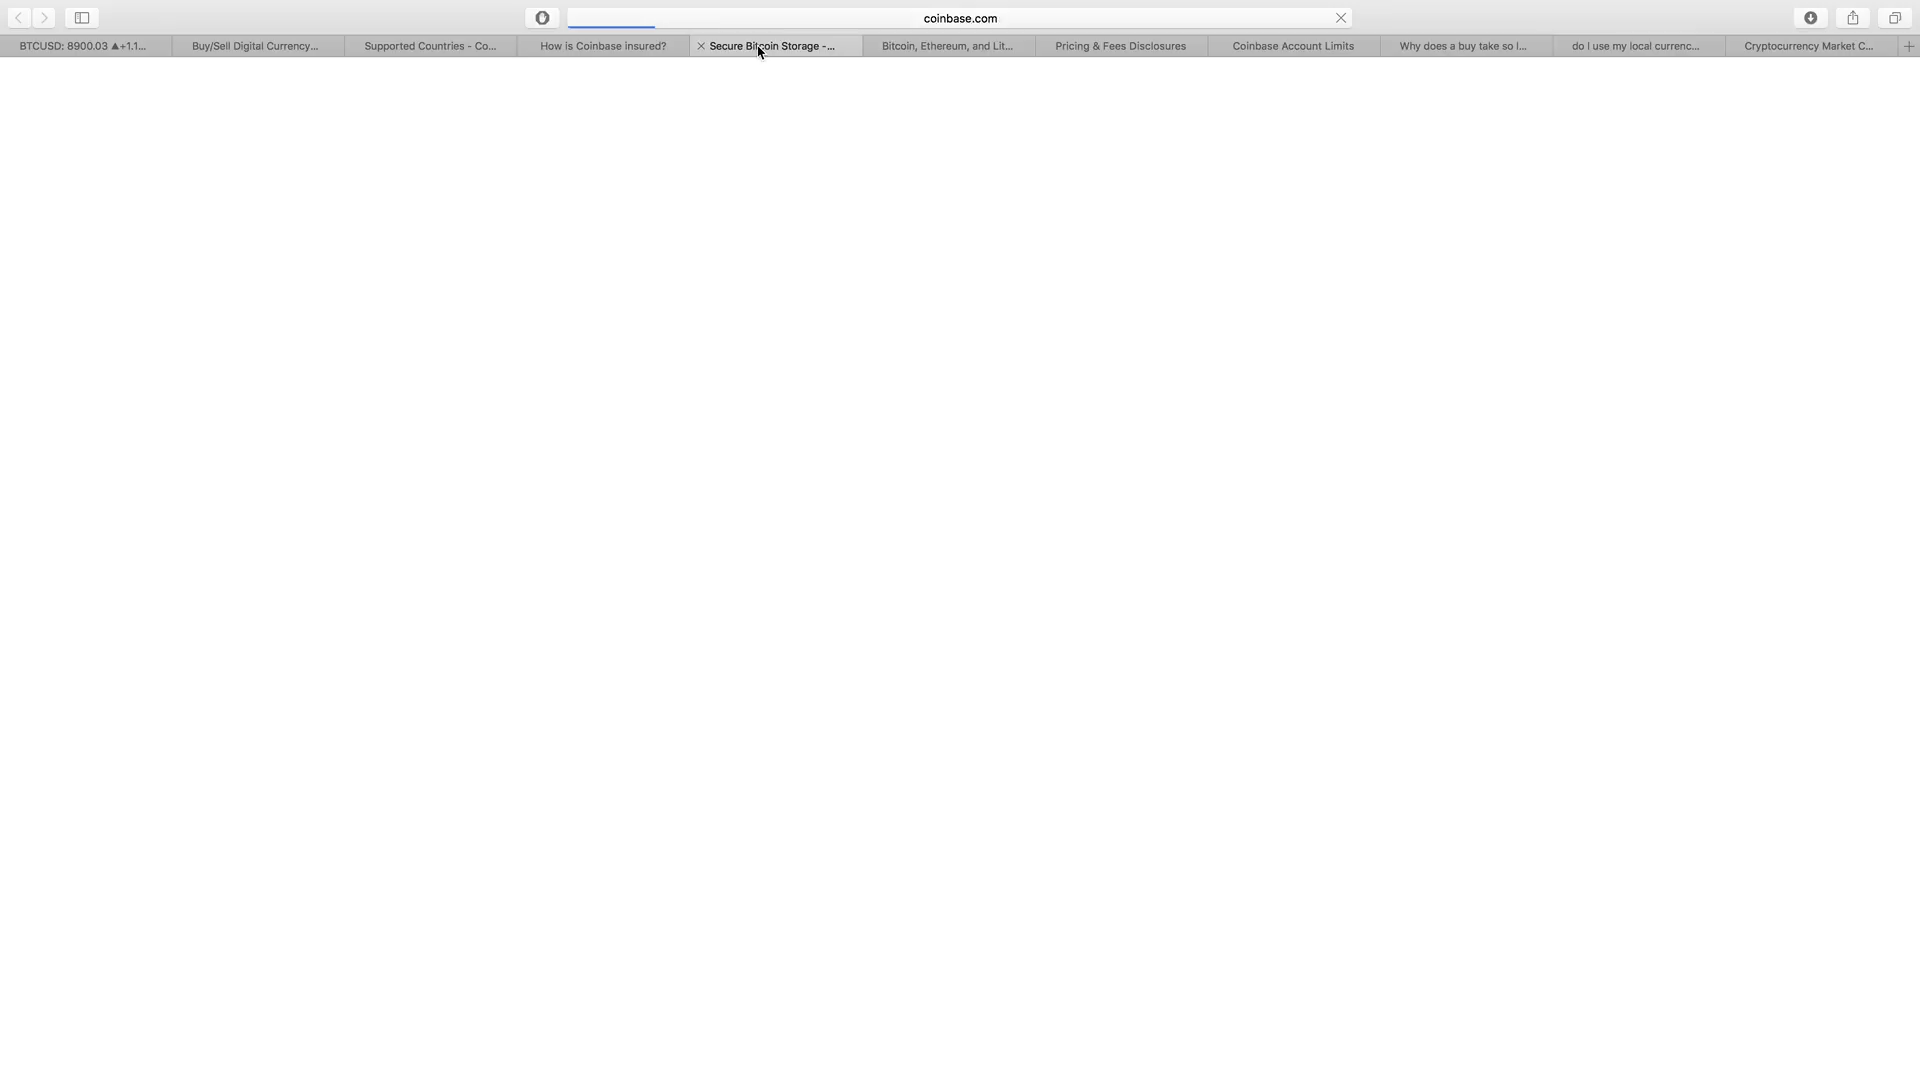 coinbase.com
BTCUSD: 8900.03 ▲+1.1...
Buy/Sell Digital Currency...
Supported Countries - Co...
How is Coinbase insured?
Secure Bitcoin Storage -...
Bitcoin, Ethereum, and Lit...
Pricing & Fees Disclosures
Coinbase Account Limits
Why does a buy take so l...
do I use my local currenc...
Cryptocurrency Market C...